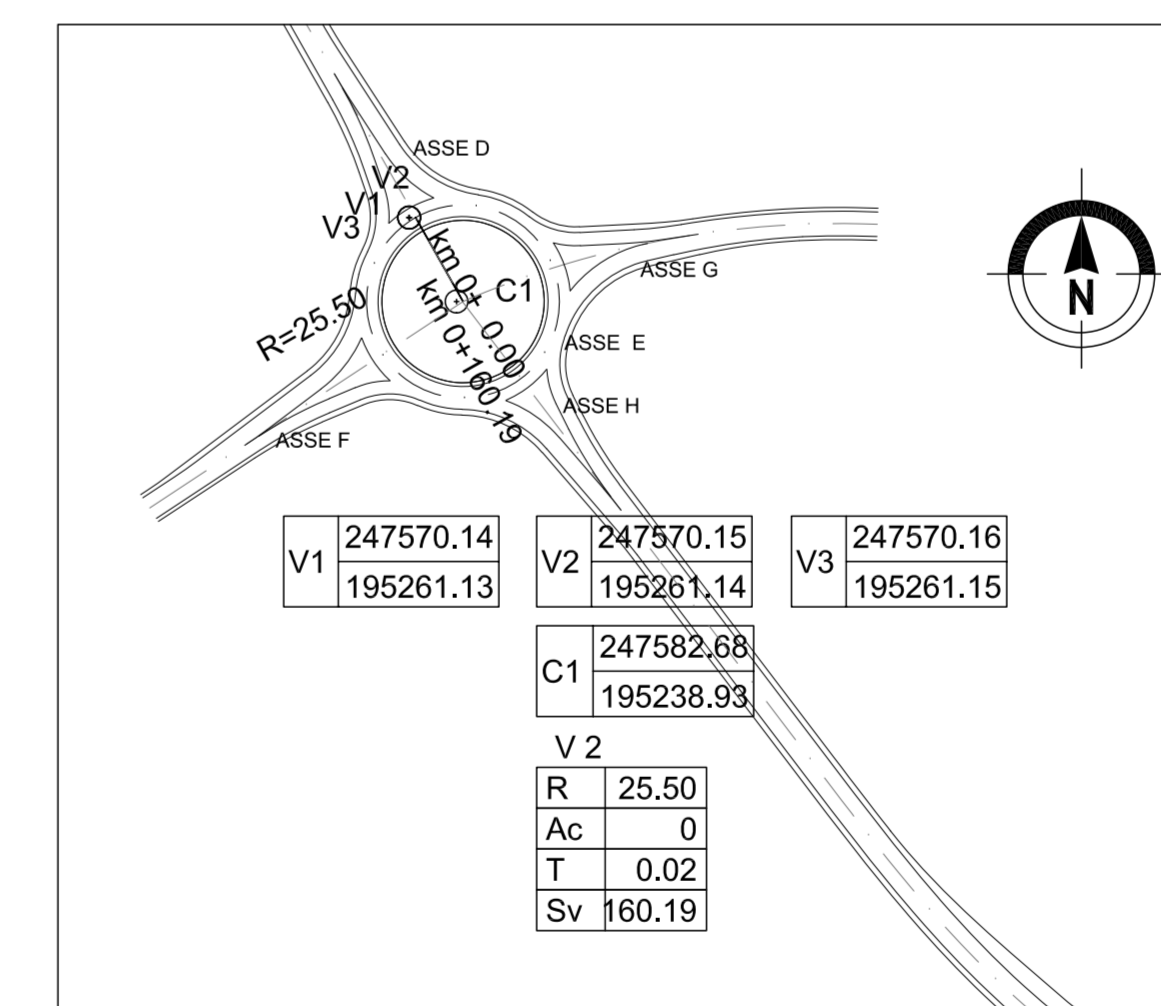 ASSE D
V2
V1
V3
N
ASSE G
km 0+ 0.00
C1
km 0+160.19
R=25.50
ASSE E
ASSE H
ASSE F
V1 247570.14
195261.13
V2 247570.15
195261.14
V3 247570.16
195261.15
C1 247582.68
195238.93
V 2
R 25.50
Ac 0
T 0.02
Sv 160.19